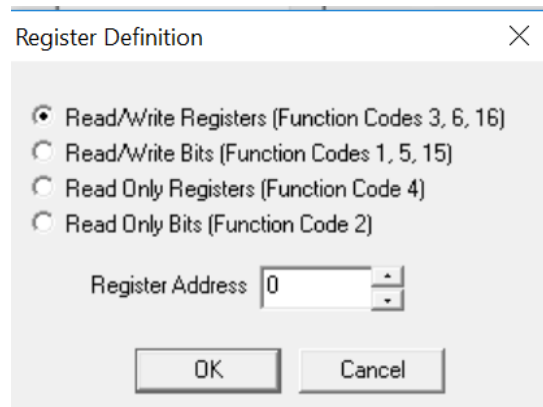 Register Definition
Read/Write Registers (Function Codes 3, 6, 16)
Read/Write Bits (Function Codes 1, 5, 15)
Read Only Registers (Function Code 4)
Read Only Bits (Function Code 2)
Register Address 0
OK Cancel